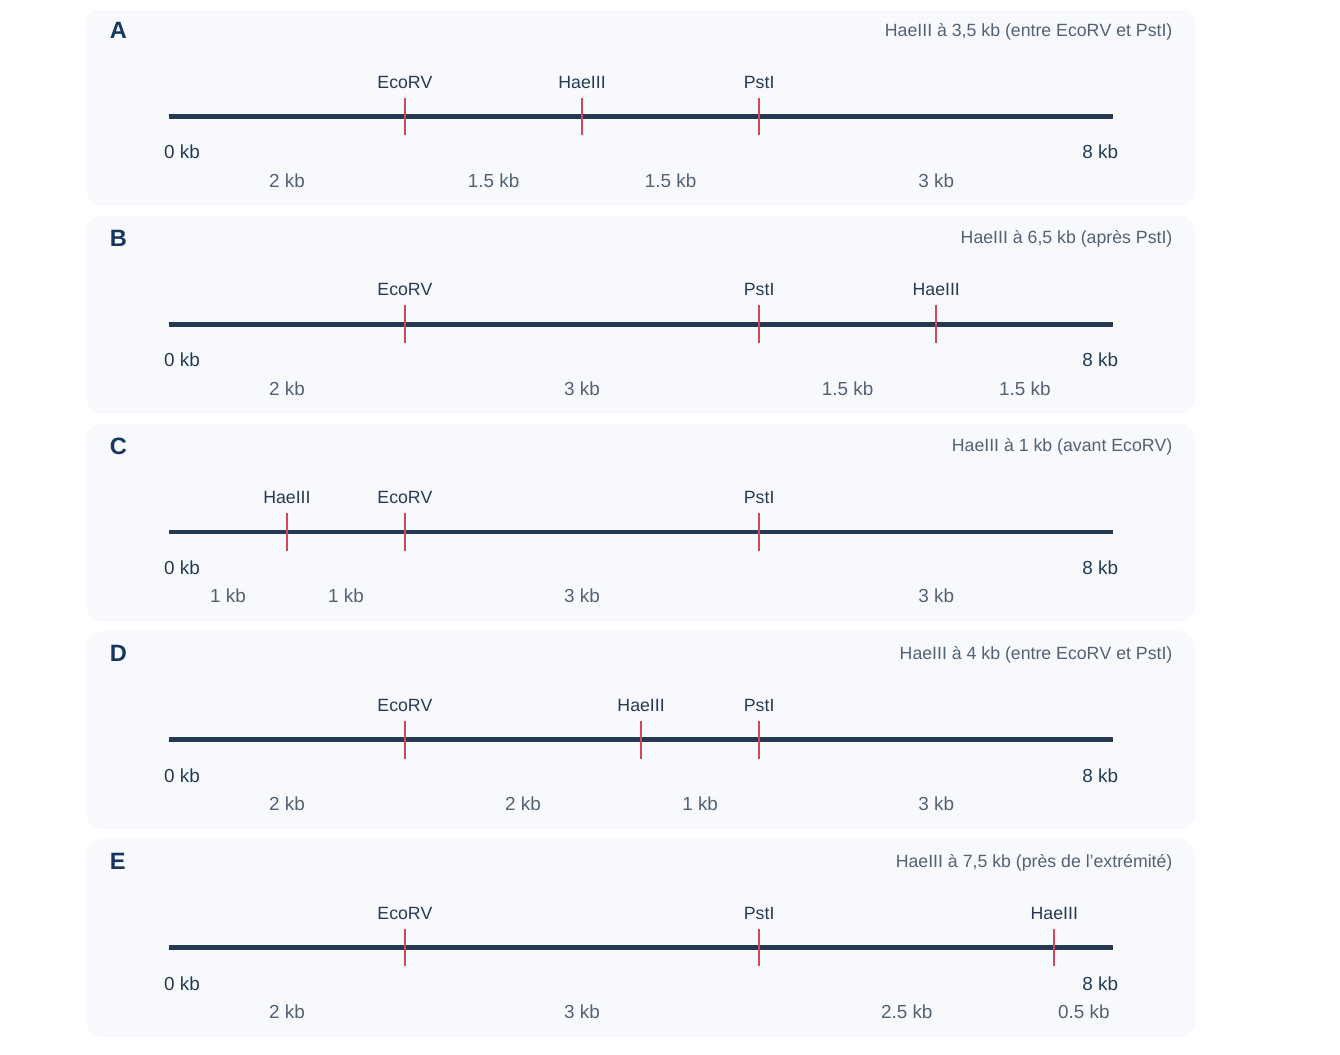 A HaeIII à 3,5 kb (entre EcoRV et PstI)
EcoRV HaeIII PstI
0 kb 8 kb
2 kb 1.5 kb 1.5 kb 3 kb
B HaeIII à 6,5 kb (après PstI)
EcoRV PstI HaeIII
0 kb 8 kb
2 kb 3 kb 1.5 kb 1.5 kb
C HaeIII à 1 kb (avant EcoRV)
HaeIII EcoRV PstI
0 kb 8 kb
1 kb 1 kb 3 kb 3 kb
D HaeIII à 4 kb (entre EcoRV et PstI)
EcoRV HaeIII PstI
0 kb 8 kb
2 kb 2 kb 1 kb 3 kb
E HaeIII à 7,5 kb (près de l’extrémité)
EcoRV PstI HaeIII
0 kb 8 kb
2 kb 3 kb 2.5 kb 0.5 kb